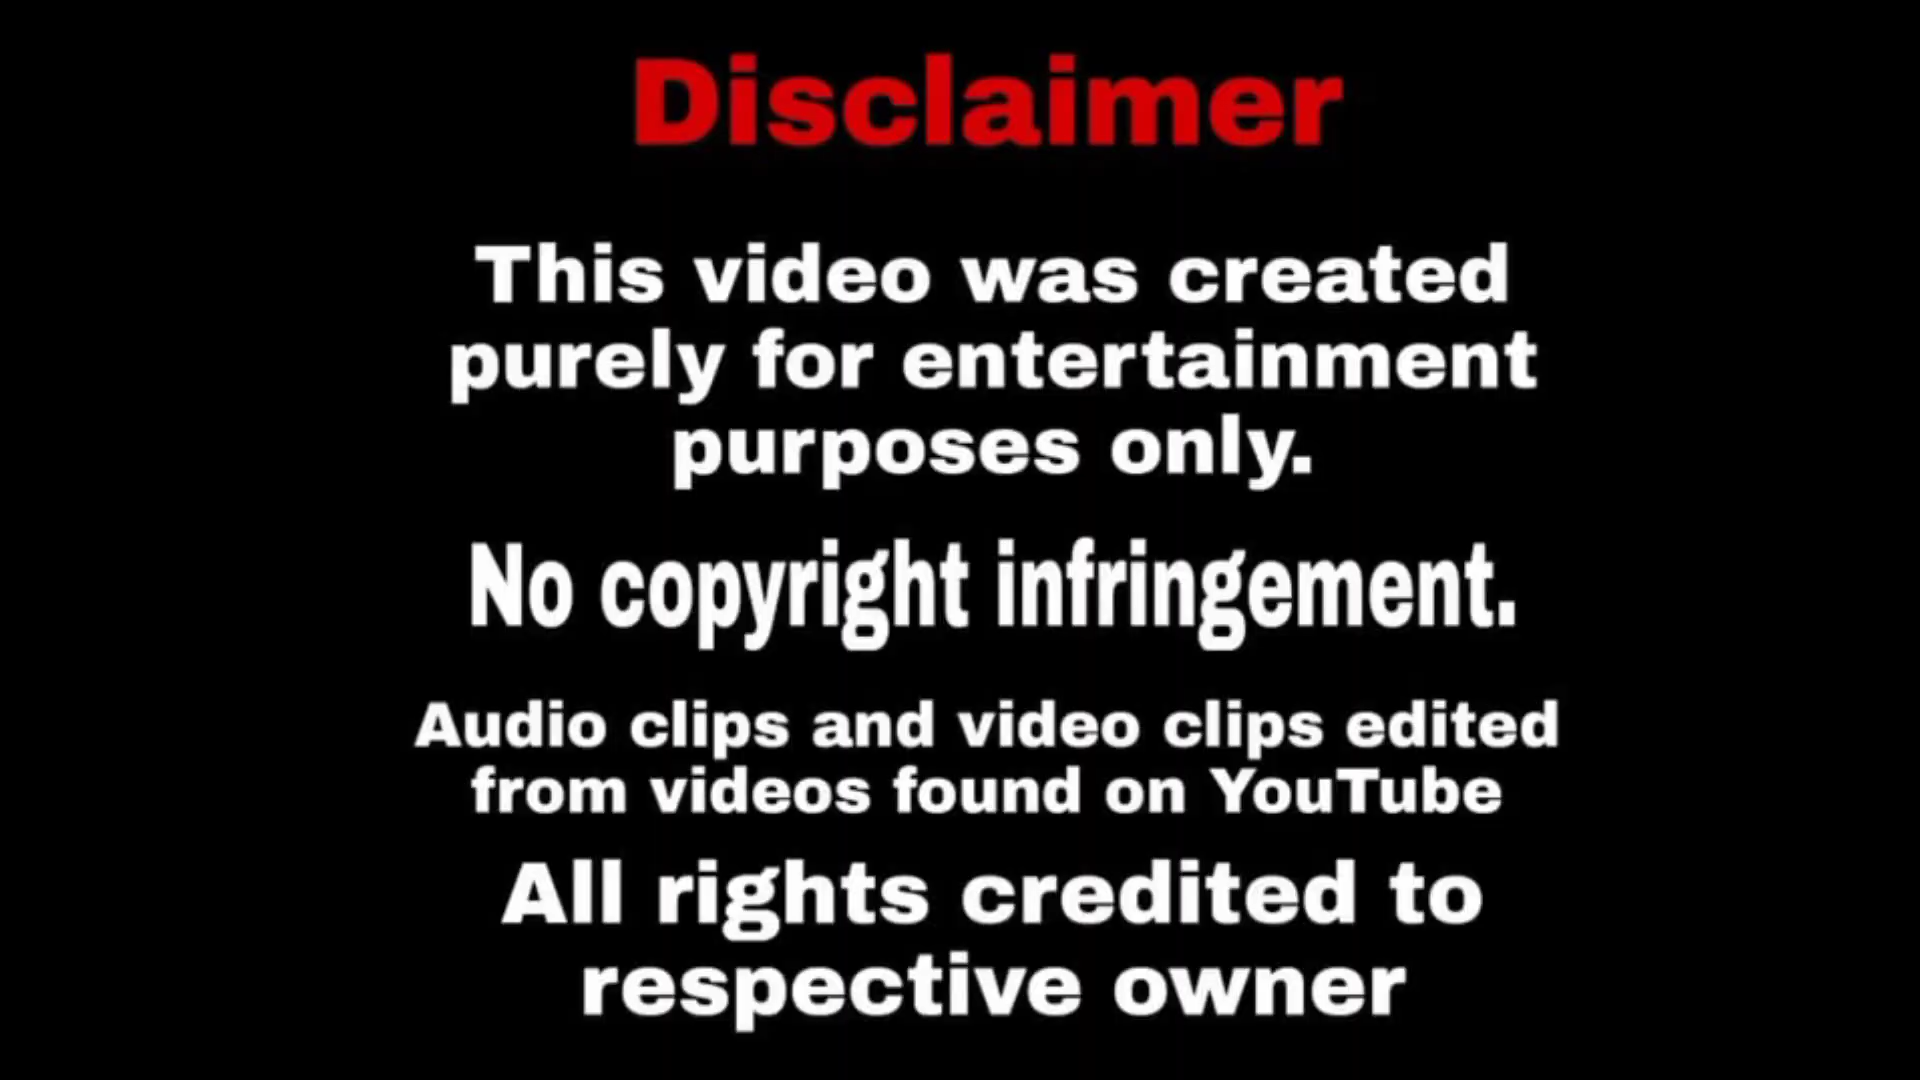 Disclaimer
This video was created
purely for entertainment
purposes only.
No copyright infringement.
Audio clips and video clips edited
from videos found on YouTube
All rights credited to
respective owner